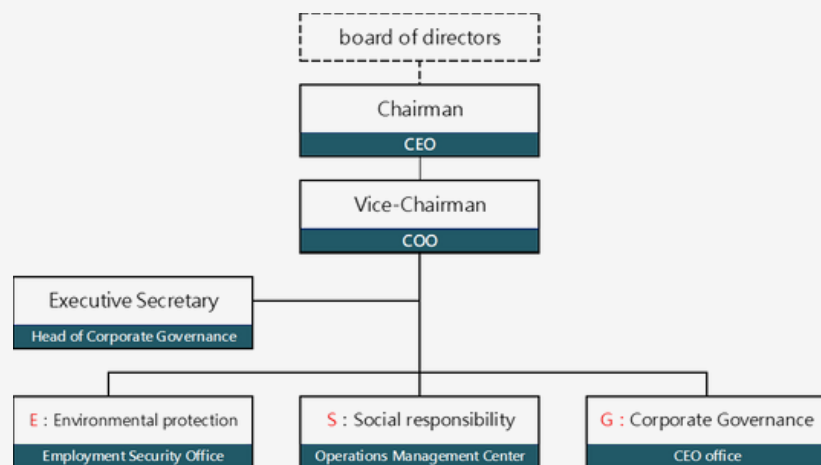 board of directors
Chairman
CEO
Vice-Chairman
COO
Executive Secretary
Head of Corporate Governance
E : Environmental protection
Employment Security Office
S : Social responsibility
Operations Management Center
G : Corporate Governance
CEO office